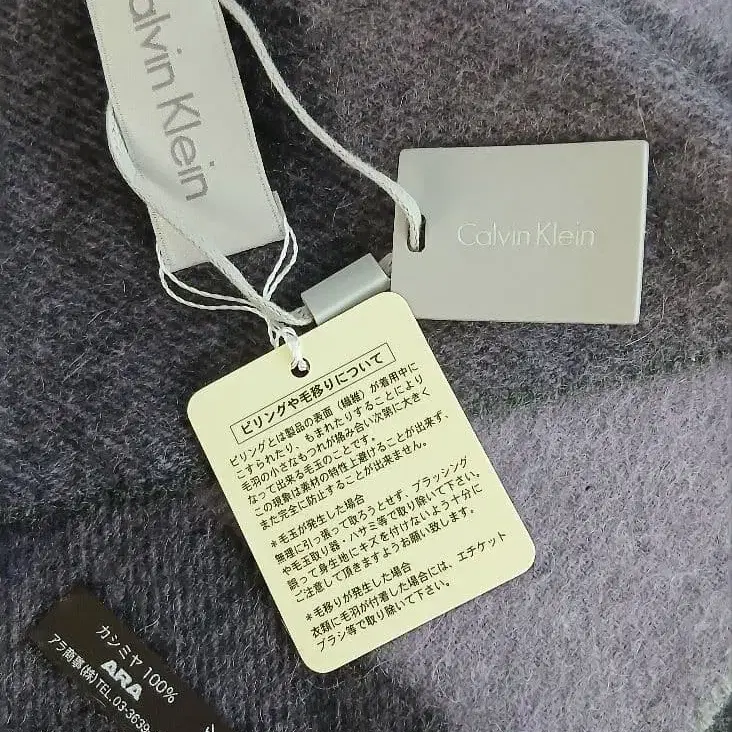 Calvin Klein
Calvin Klein
ピリングや毛移りについて
ピリングとは製品の表面（繊維）が着用中に
こすられたり、もまれたりすることにより
毛羽の小さなもつれが絡み合い次第に大きく
なって出来る毛玉のことです。
この現象は素材の特性上避けることが出来ず、
また完全に防止することが出来ません。
＊毛玉が発生した場合
無理に引っ張って取ろうとせず、ブラッシング
や毛玉取り器・ハサミ等で取り除いて下さい。
誤って身生地にキズを付けないよう十分に
ご注意して頂きますようお願い致します。
＊毛移りが発生した場合
衣類に毛羽が付着した場合には、エチケット
ブラシ等で取り除いて下さい。
カシミヤ 100%
ARA
アラ商事(株)TEL.03-3639-